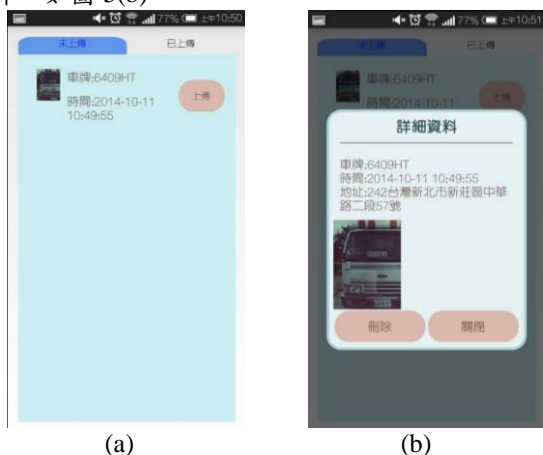 77% 上午10:50
未上傳 已上傳
車牌:6409HT
時間:2014-10-11
10:49:55
上傳
(a)
77% 上午10:51
未上傳 已上傳
車牌:6409HT
時間:2014-10-11
上傳
詳細資料
車牌:6409HT
時間:2014-10-11 10:49:55
地址:242台灣新北市新莊區中華
路二段57號
刪除 關閉
(b)